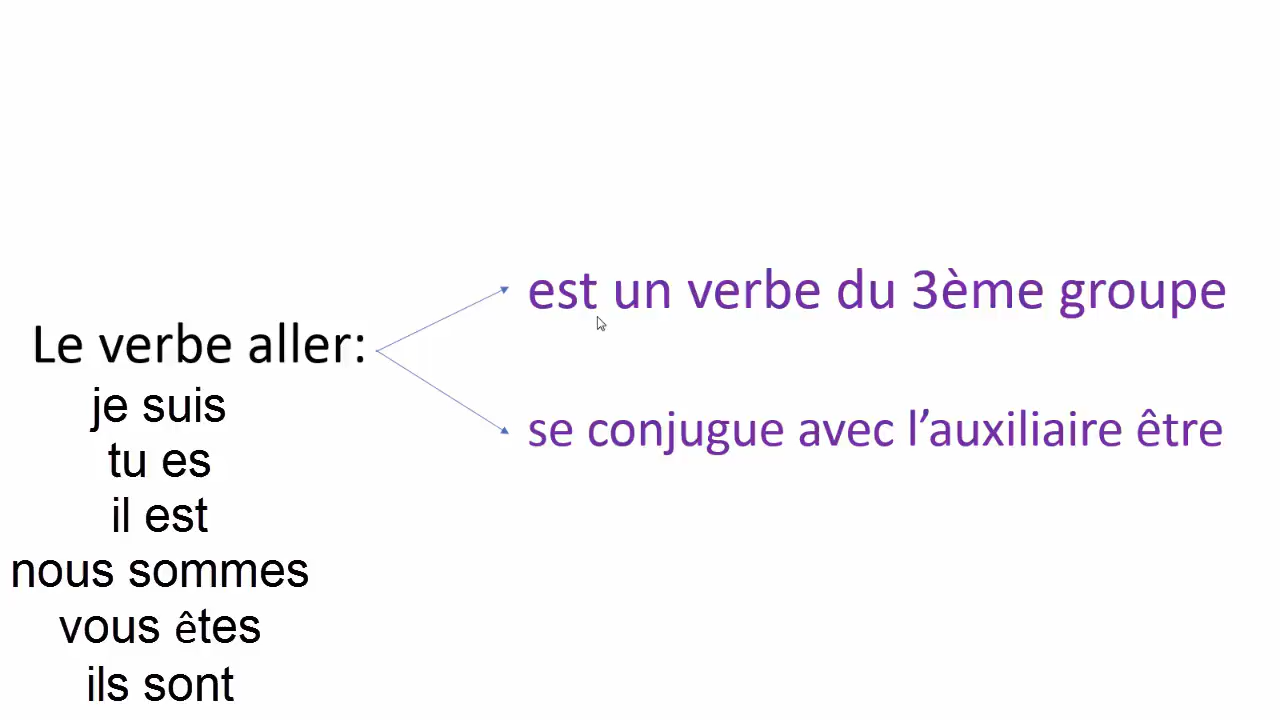 est un verbe du 3ème groupe
Le verbe aller:
se conjugue avec l’auxiliaire être
je suis
tu es
il est
nous sommes
vous êtes
ils sont